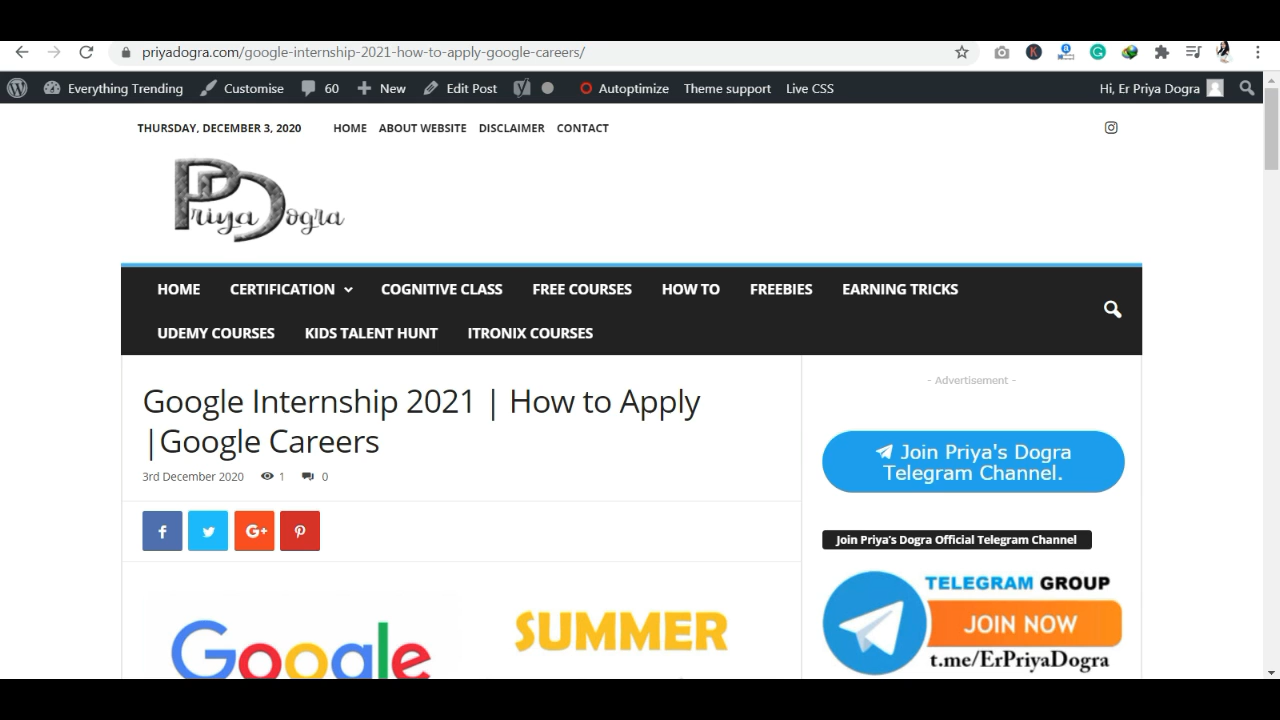 priyadogra.com/google-internship-2021-how-to-apply-google-careers/
Everything Trending Customise 60 New Edit Post Autoptimize Theme support Live CSS Hi, Er Priya Dogra
THURSDAY, DECEMBER 3, 2020 HOME ABOUT WEBSITE DISCLAIMER CONTACT
Priya Dogra
HOME CERTIFICATION COGNITIVE CLASS FREE COURSES HOW TO FREEBIES EARNING TRICKS
UDEMY COURSES KIDS TALENT HUNT ITRONIX COURSES
Google Internship 2021 | How to Apply
|Google Careers
3rd December 2020 1 0
f G+
Google
SUMMER
- Advertisement -
Join Priya's Dogra
Telegram Channel.
Join Priya's Dogra Official Telegram Channel
TELEGRAM GROUP
JOIN NOW
t.me/ErPriyaDogra